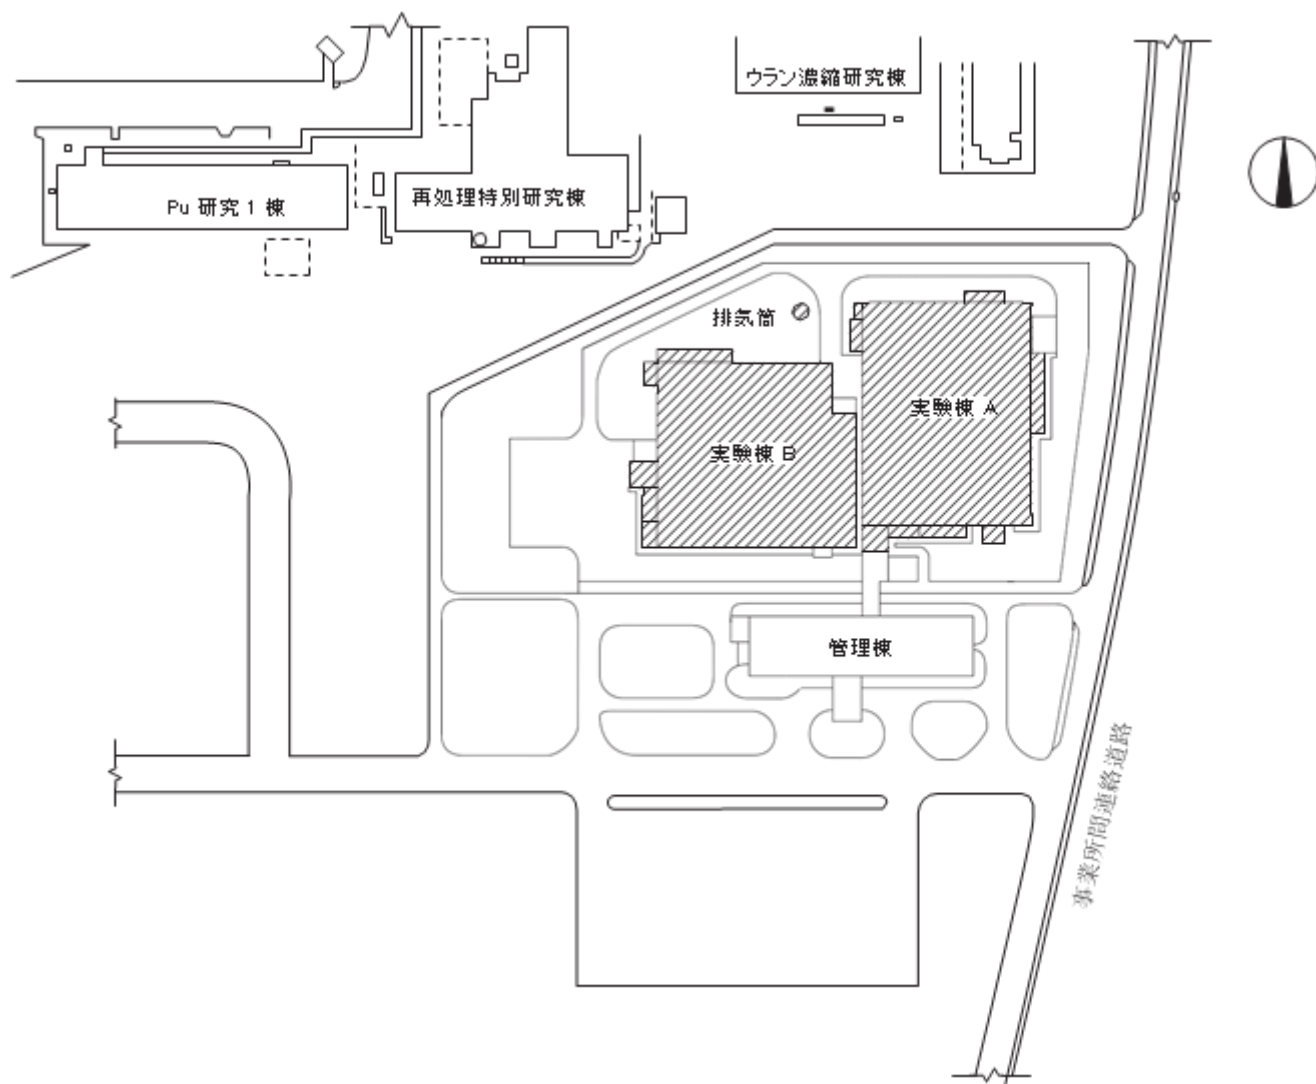 ウラン濃縮研究棟
再処理特別研究棟
Pu 研究 1 棟
排気筒
実験棟 A
実験棟 B
管理棟
事業所間連絡道路